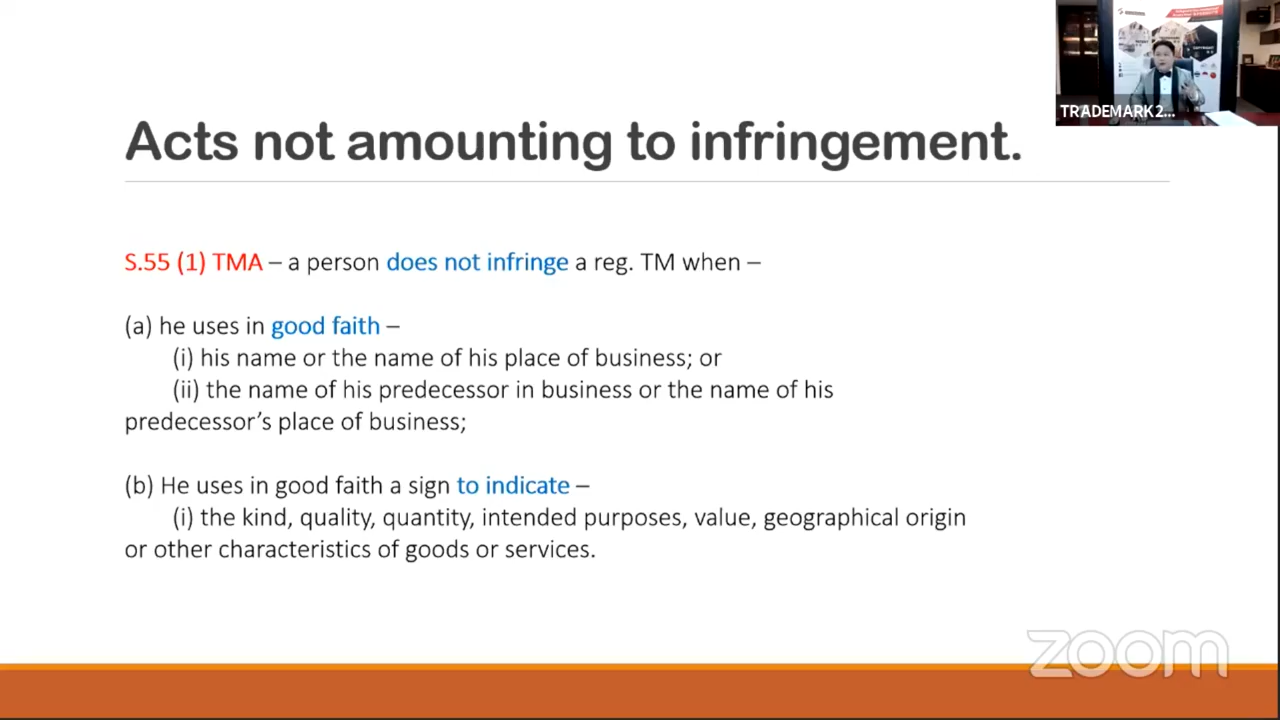 TRADEMARK 2...
Acts not amounting to infringement.
S.55 (1) TMA – a person does not infringe a reg. TM when –
(a) he uses in good faith –
(i) his name or the name of his place of business; or
(ii) the name of his predecessor in business or the name of his
predecessor’s place of business;
(b) He uses in good faith a sign to indicate –
(i) the kind, quality, quantity, intended purposes, value, geographical origin
or other characteristics of goods or services.
zoom